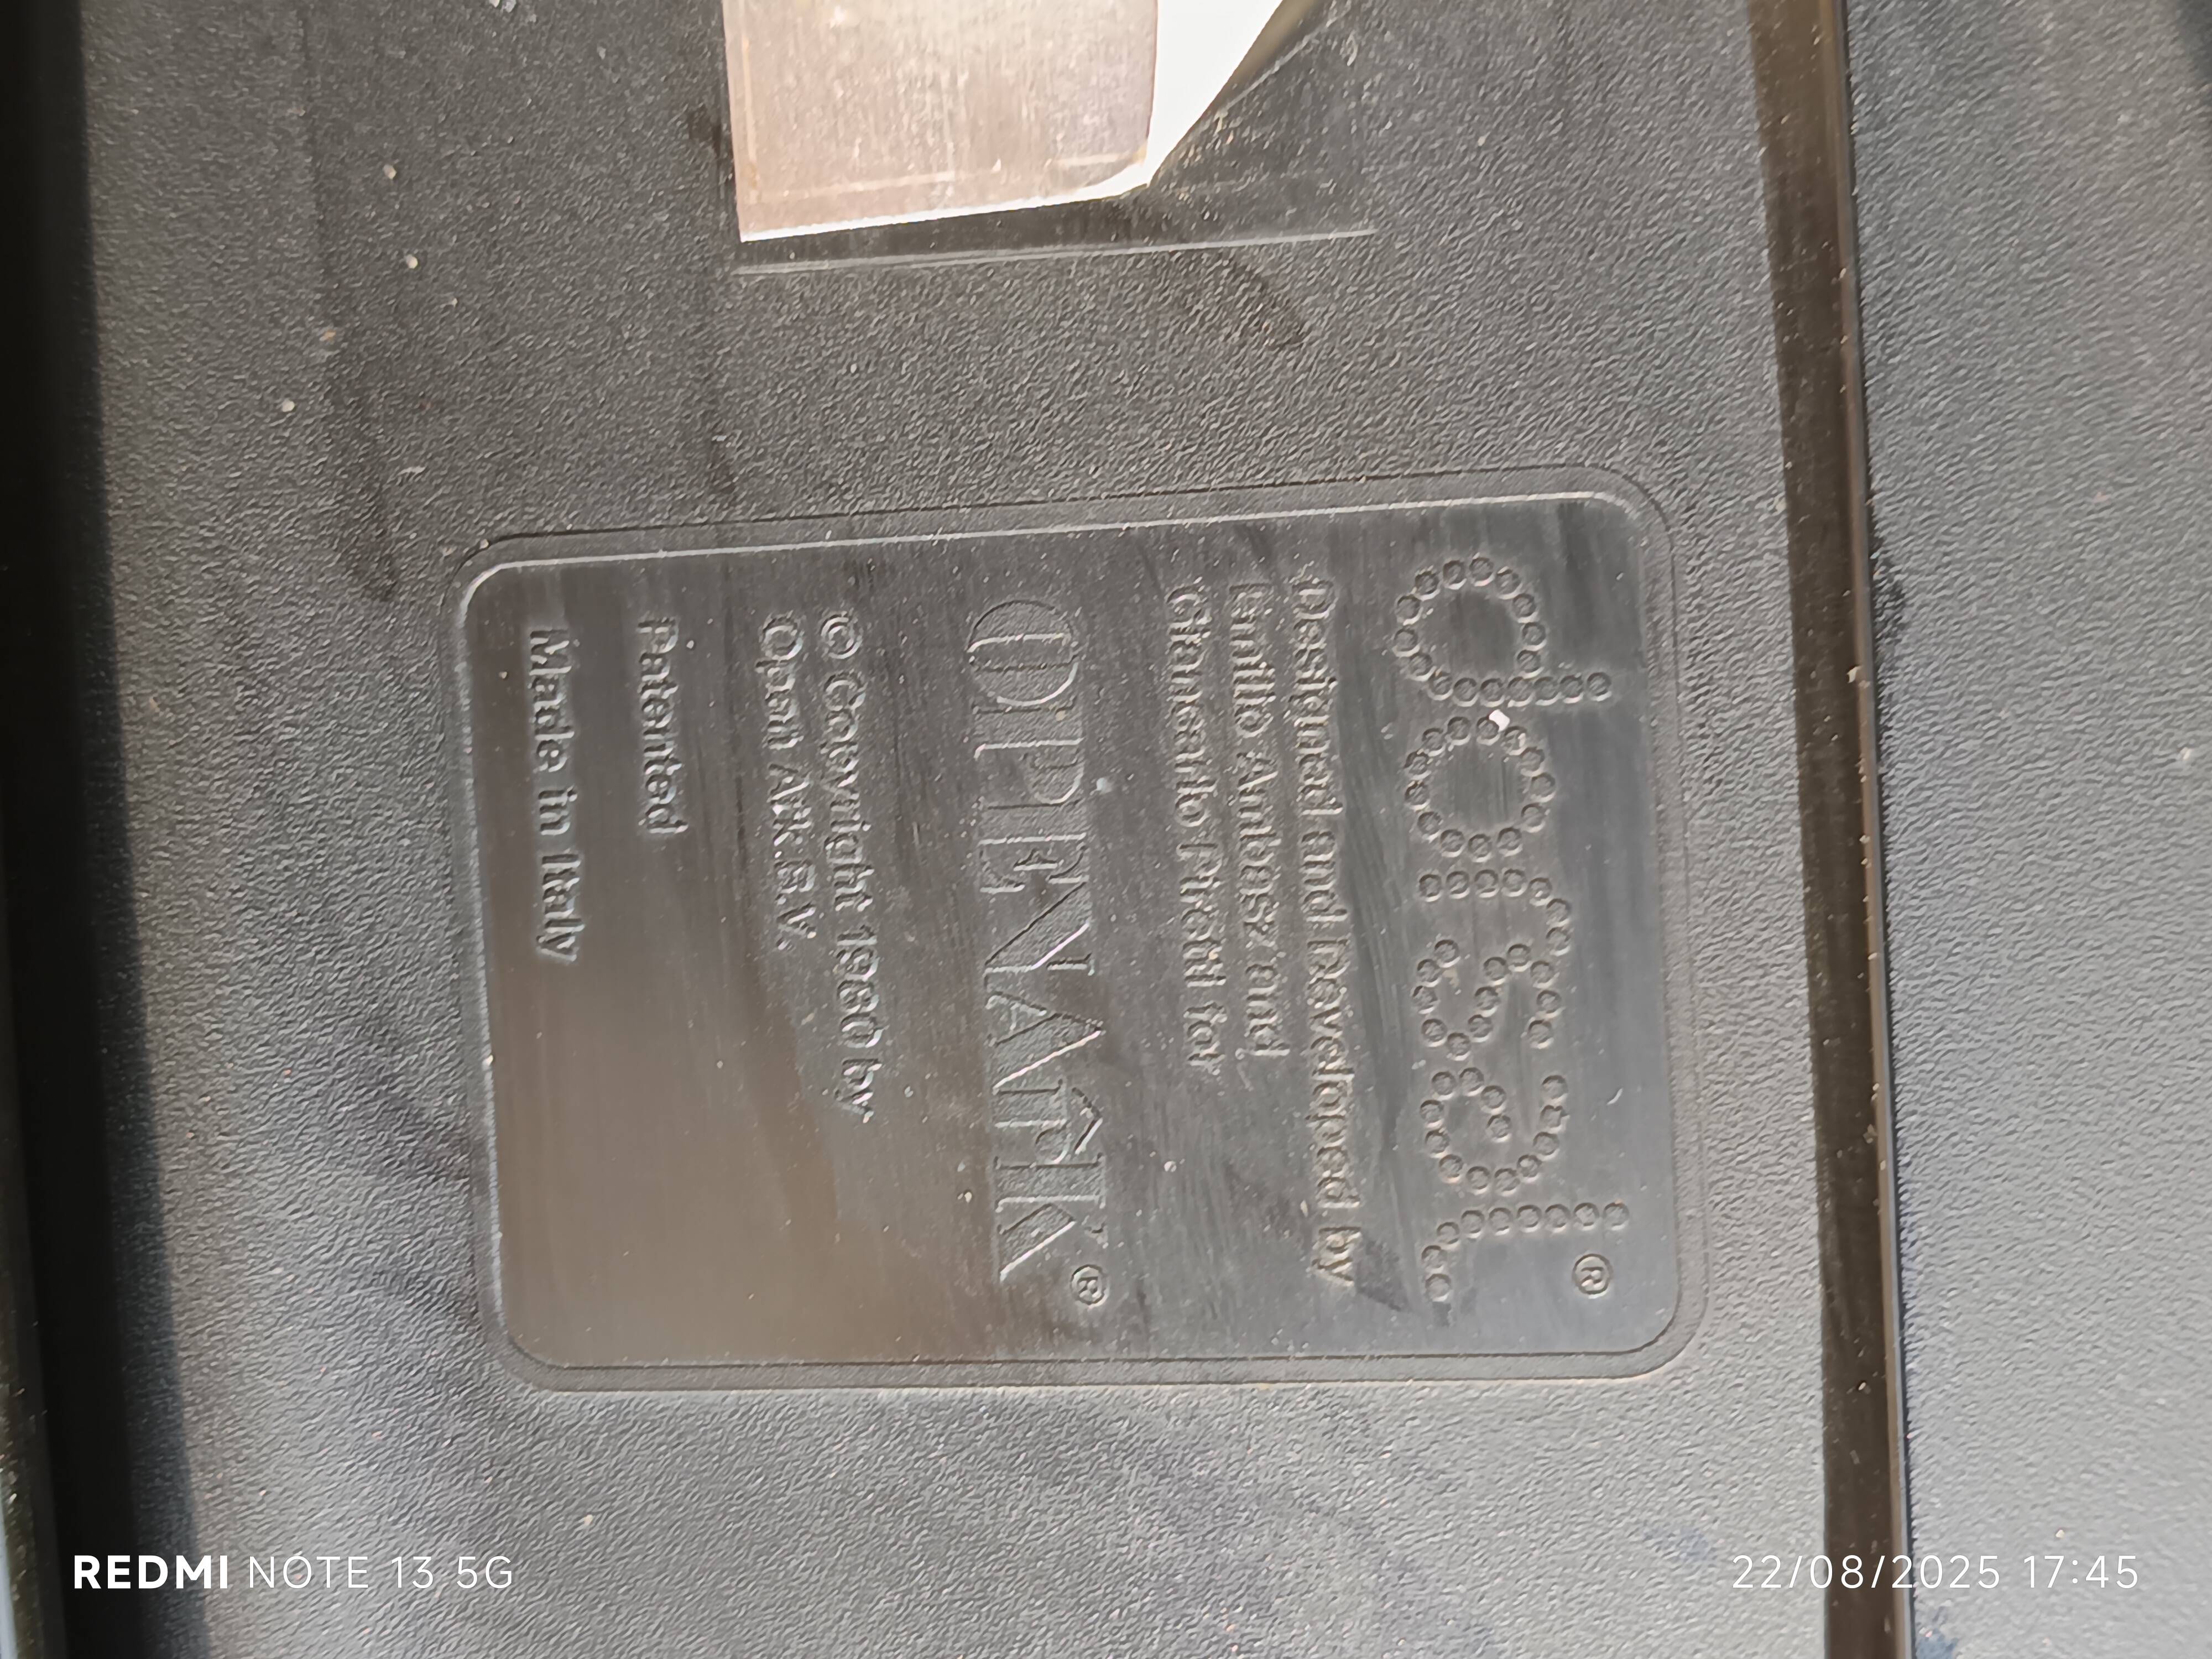 dorsal®
Designed and Developed by
Emilio Ambasz and
Giancarlo Piretti for
OPENARK®
© Copyright 1980 by
Open Ark B.V.
Patented
Made in Italy
REDMI NOTE 13 5G
22/08/2025 17:45